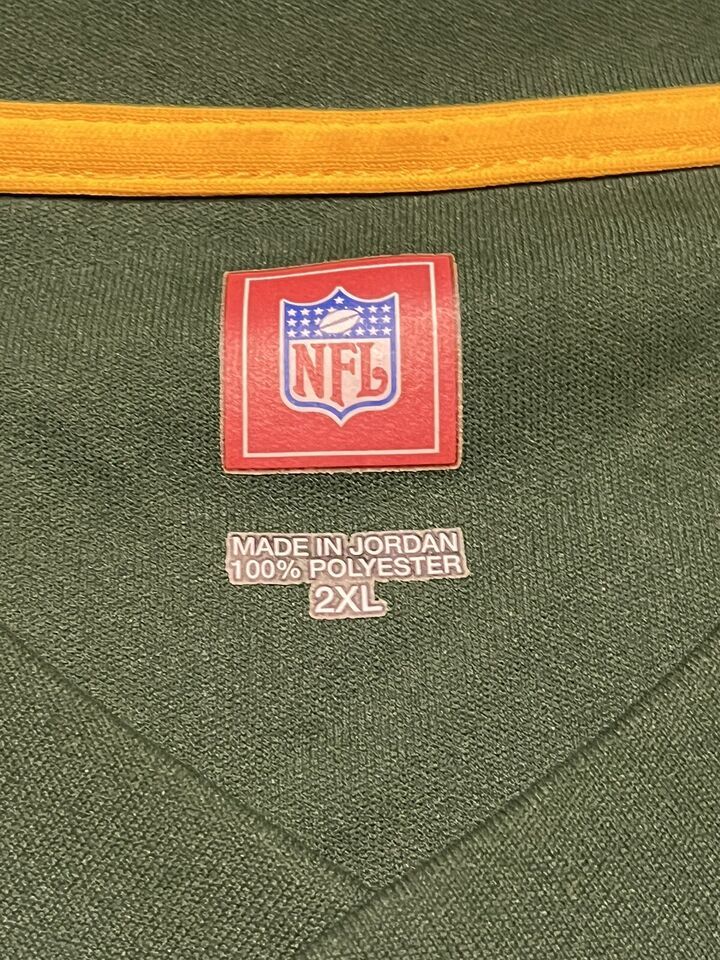 NFL
MADE IN JORDAN
100% POLYESTER
2XL